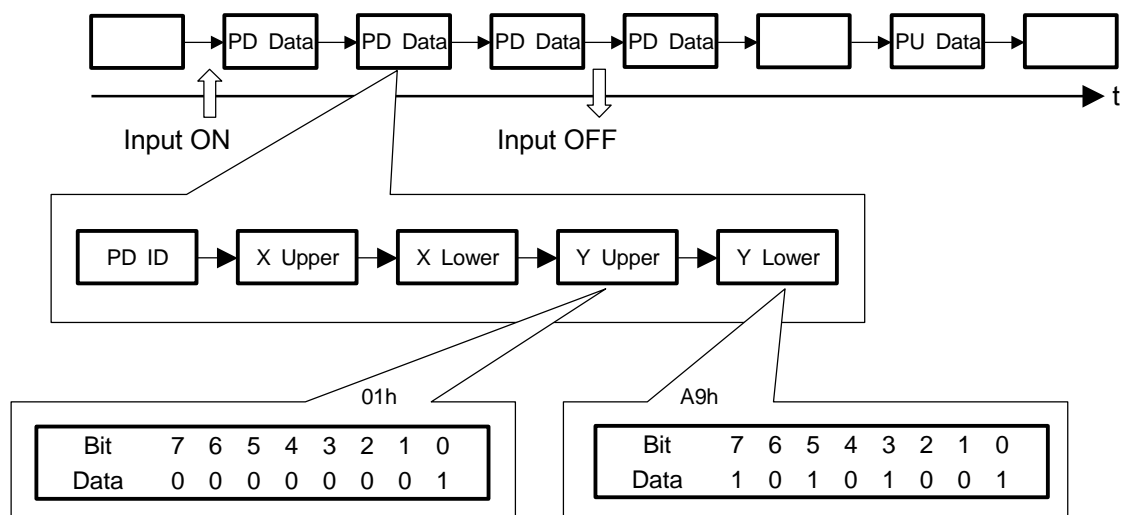 PD Data PD Data PD Data PD Data PU Data
t
Input ON Input OFF
PD ID X Upper X Lower Y Upper Y Lower
01h A9h
Bit 7 6 5 4 3 2 1 0 Bit 7 6 5 4 3 2 1 0
Data 0 0 0 0 0 0 0 1 Data 1 0 1 0 1 0 0 1